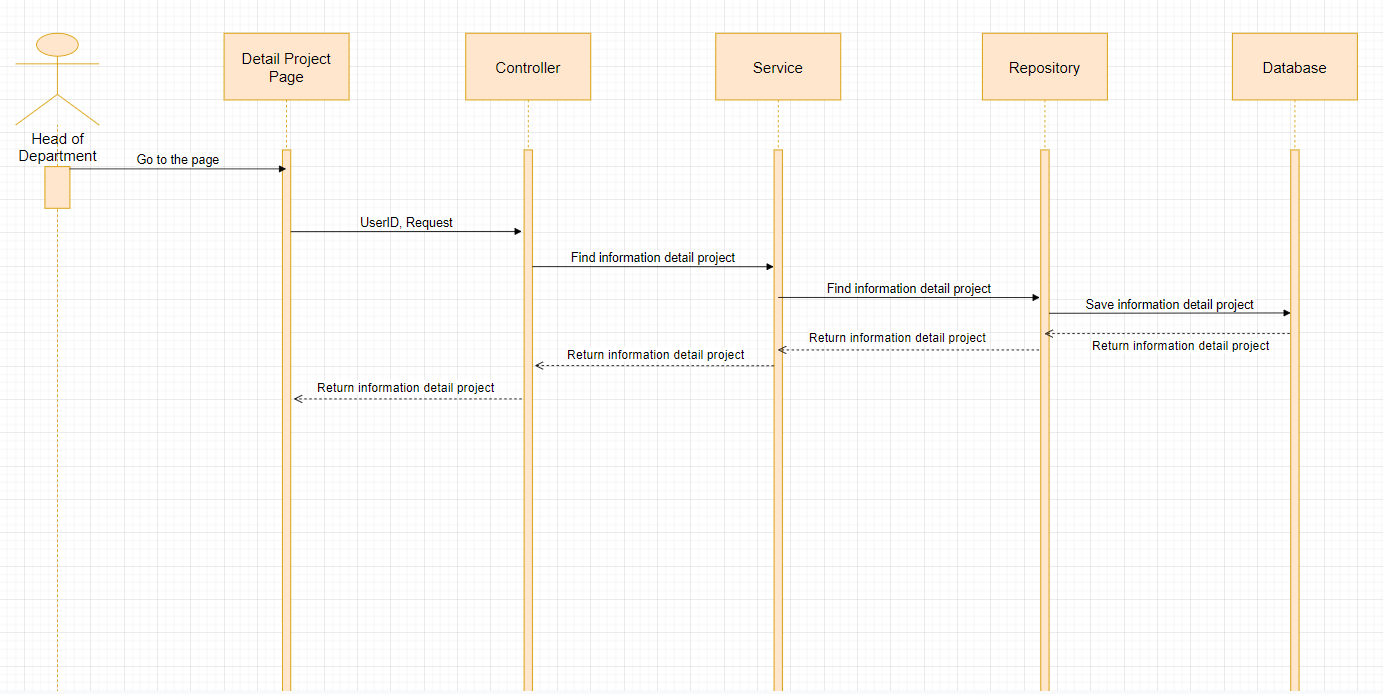 Detail Project
Page
Controller
Service
Repository
Database
Head of
Department
Go to the page
UserID, Request
Find information detail project
Find information detail project
Save information detail project
Return information detail project
Return information detail project
Return information detail project
Return information detail project